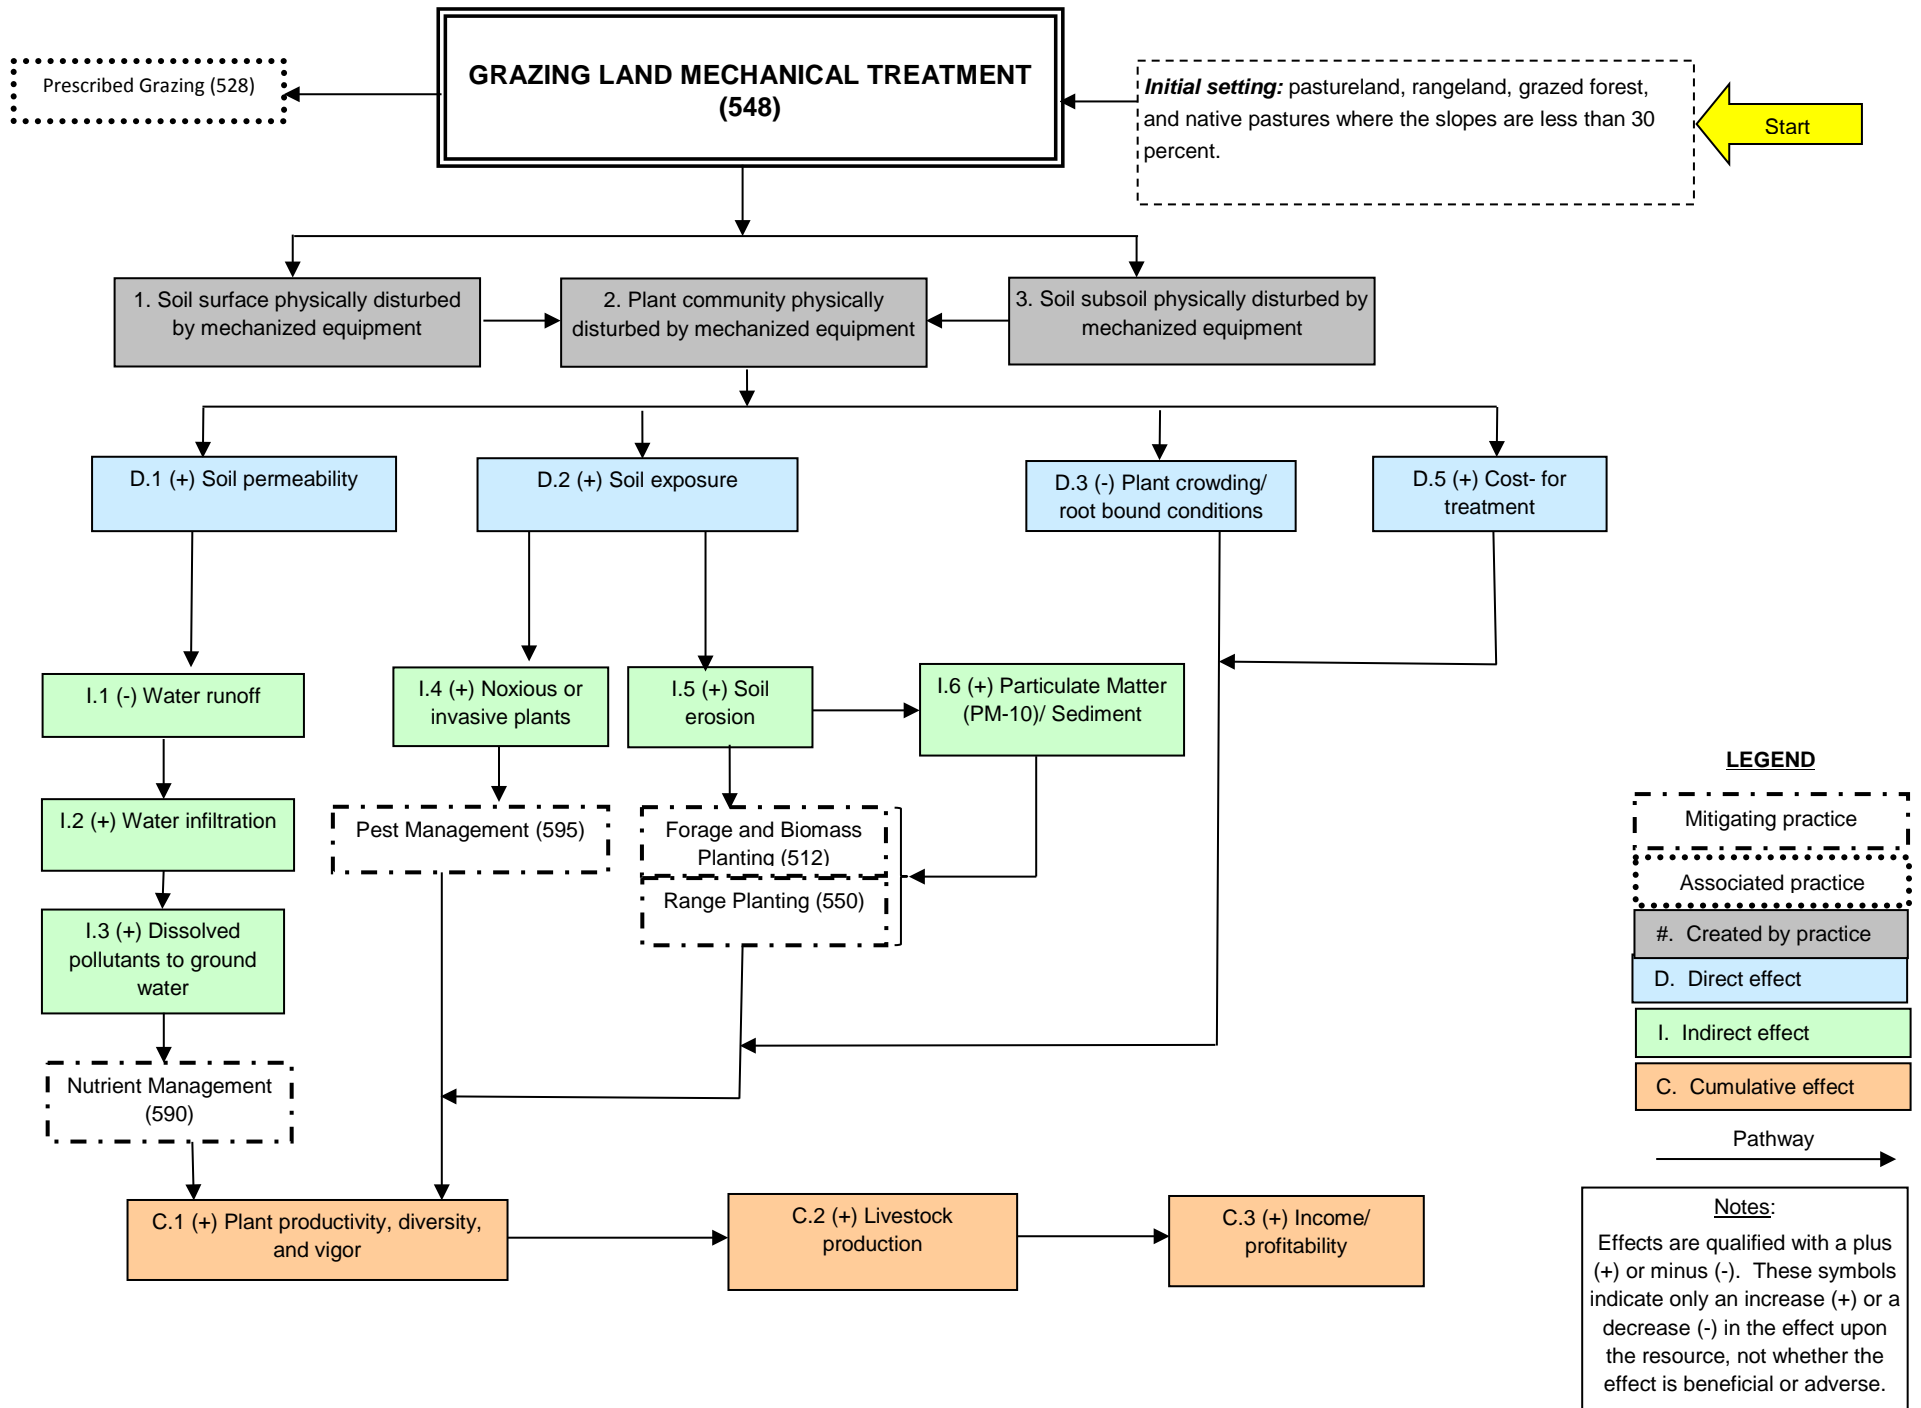 Prescribed Grazing (528)
GRAZING LAND MECHANICAL TREATMENT
(548)
Initial setting: pastureland, rangeland, grazed forest,
and native pastures where the slopes are less than 30
percent.
Start
1. Soil surface physically disturbed
by mechanized equipment
2. Plant community physically
disturbed by mechanized equipment
3. Soil subsoil physically disturbed by
mechanized equipment
D.1 (+) Soil permeability
D.2 (+) Soil exposure
D.3 (-) Plant crowding/
root bound conditions
D.5 (+) Cost- for
treatment
I.1 (-) Water runoff
I.4 (+) Noxious or
invasive plants
I.5 (+) Soil
erosion
I.6 (+) Particulate Matter
(PM-10)/ Sediment
I.2 (+) Water infiltration
Pest Management (595)
Forage and Biomass
Planting (512)
Range Planting (550)
I.3 (+) Dissolved
pollutants to ground
water
Nutrient Management
(590)
C.1 (+) Plant productivity, diversity,
and vigor
C.2 (+) Livestock
production
C.3 (+) Income/
profitability
LEGEND
Mitigating practice
Associated practice
#. Created by practice
D. Direct effect
I. Indirect effect
C. Cumulative effect
Pathway
Notes:
Effects are qualified with a plus
(+) or minus (-). These symbols
indicate only an increase (+) or a
decrease (-) in the effect upon
the resource, not whether the
effect is beneficial or adverse.